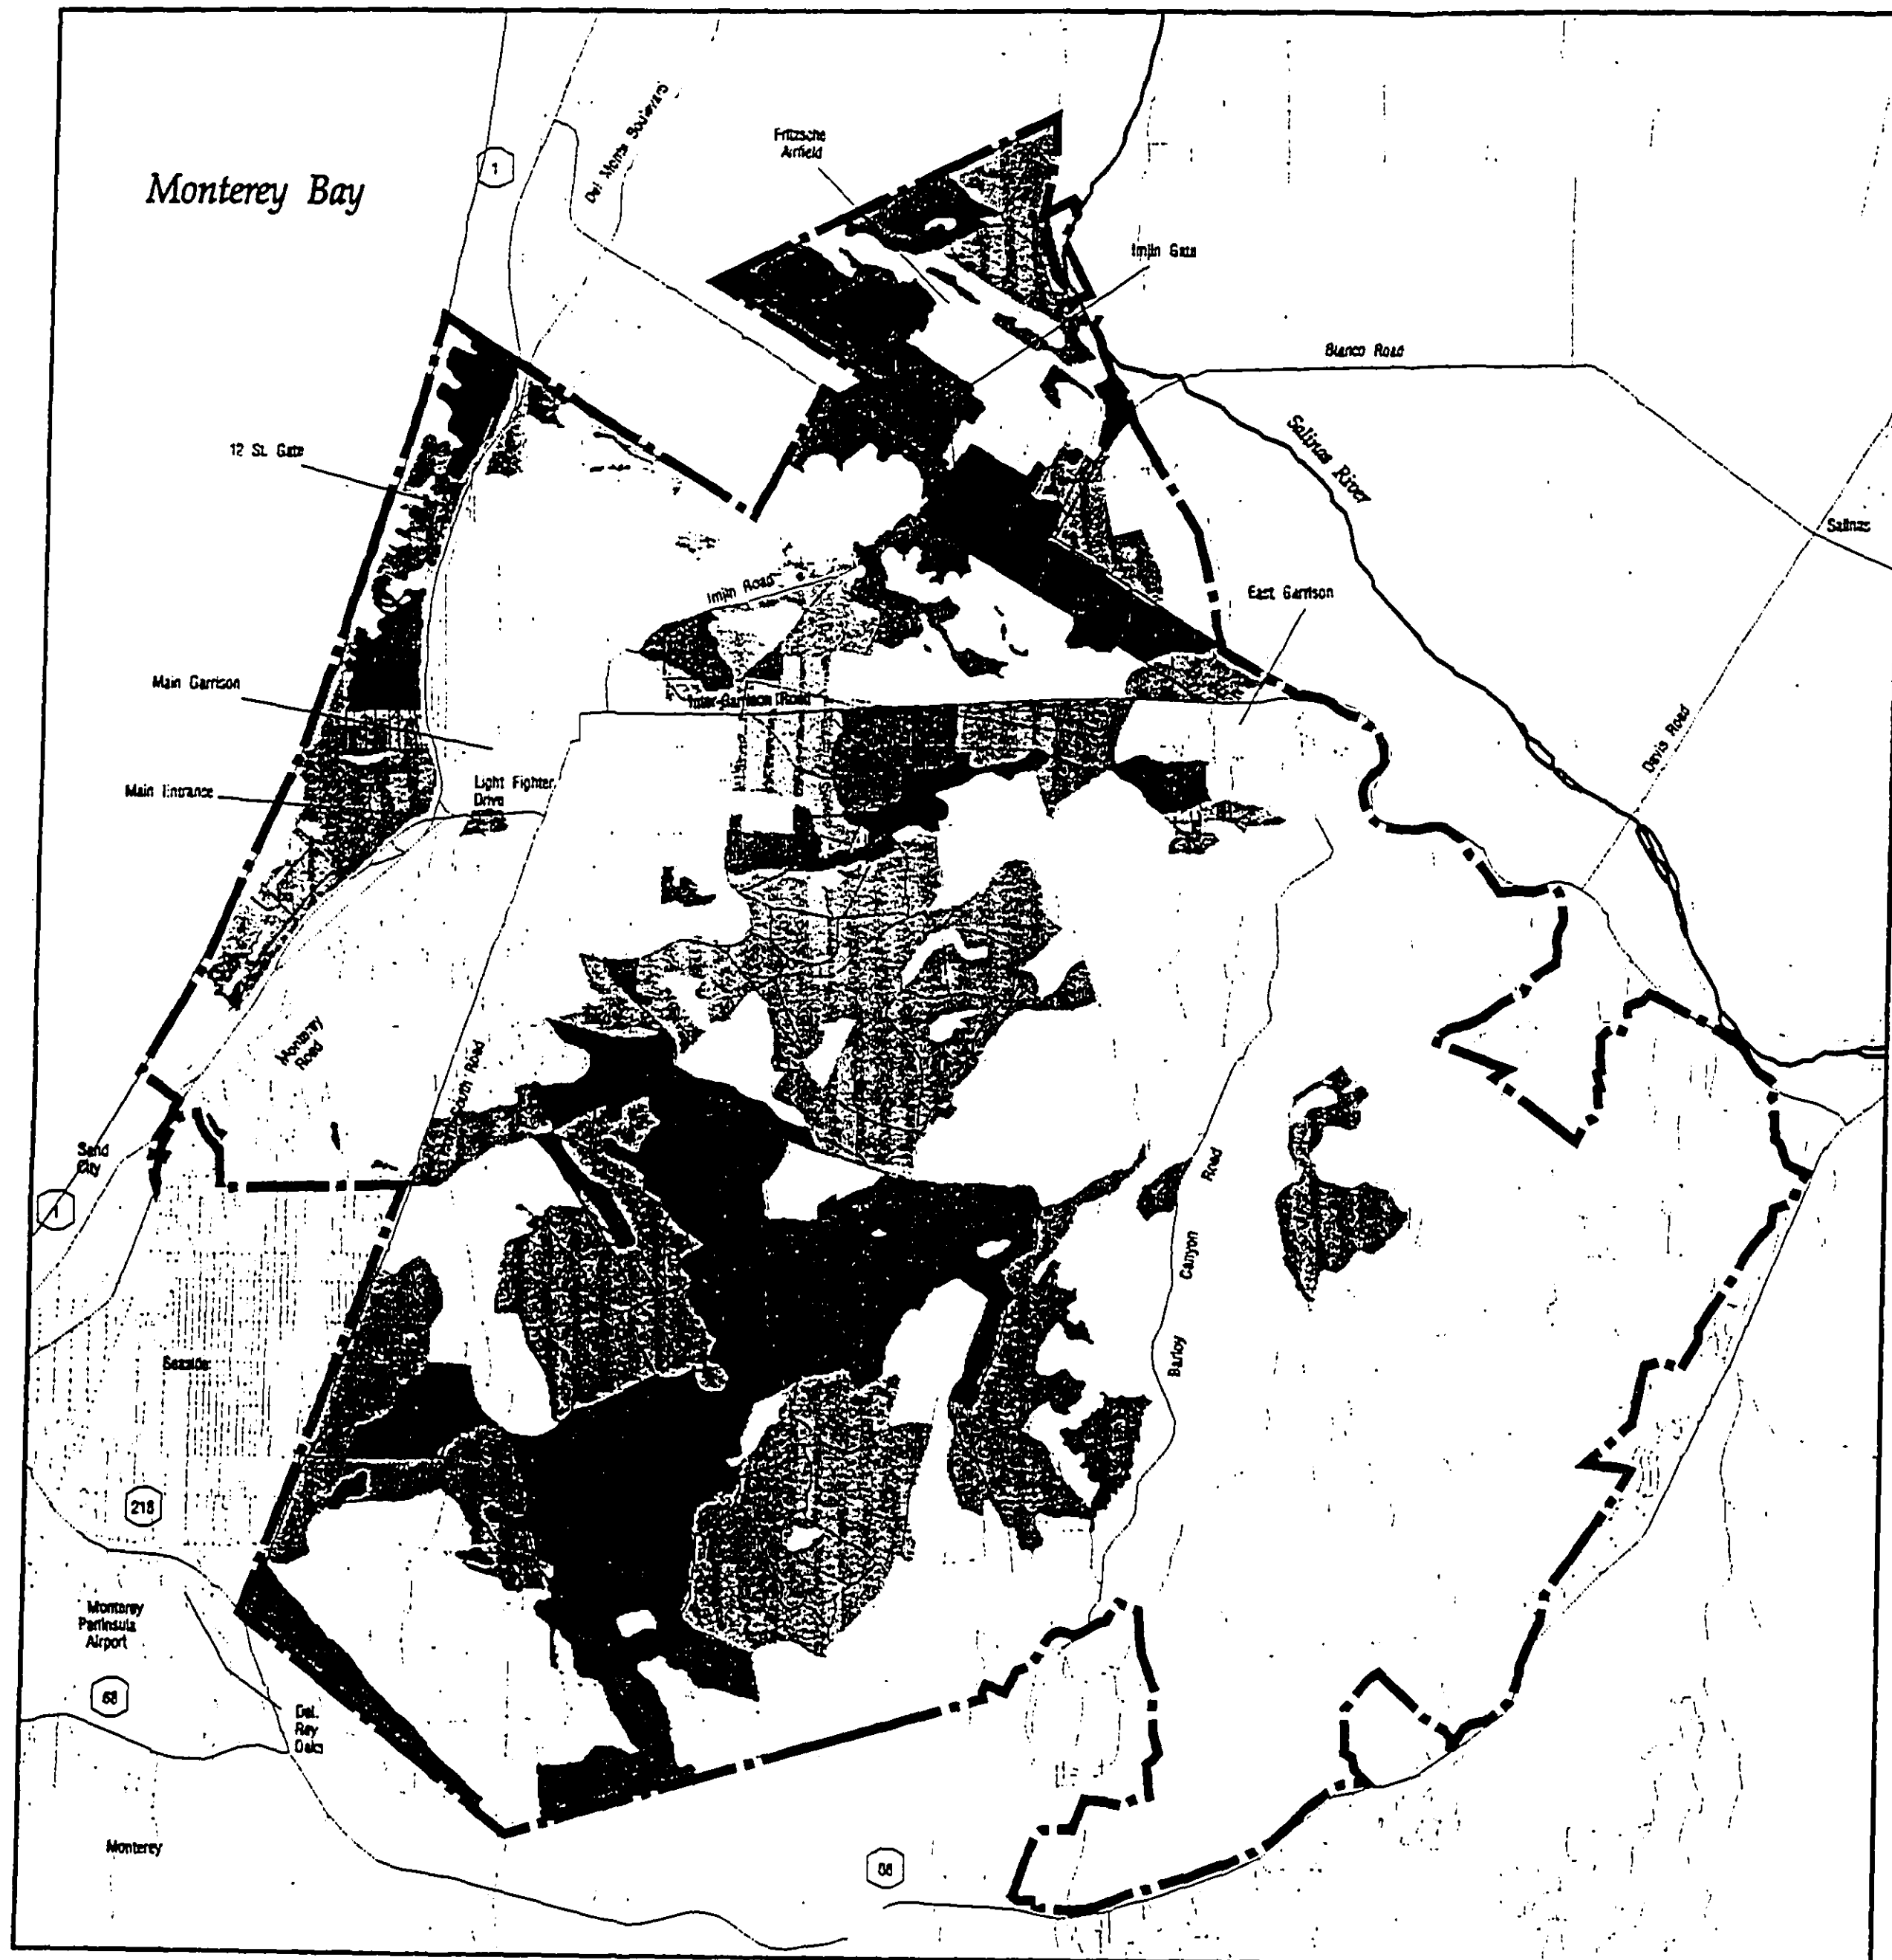 Monterey Bay
1
Del Monte Boulevard
Fritzsche
Airfield
Imjin Gate
Blanco Road
12 St. Gate
Salinas River
Salinas
Imjin Road
East Garrison
Main Garrison
Inter-Garrison Road
Davis Road
Main Entrance
Light Fighter
Drive
Monterey
Road
South Road
Sand
City
1
Barloy
Canyon
Road
Seaside
218
Monterey
Peninsula
Airport
68
Del
Rey
Oaks
Monterey
68